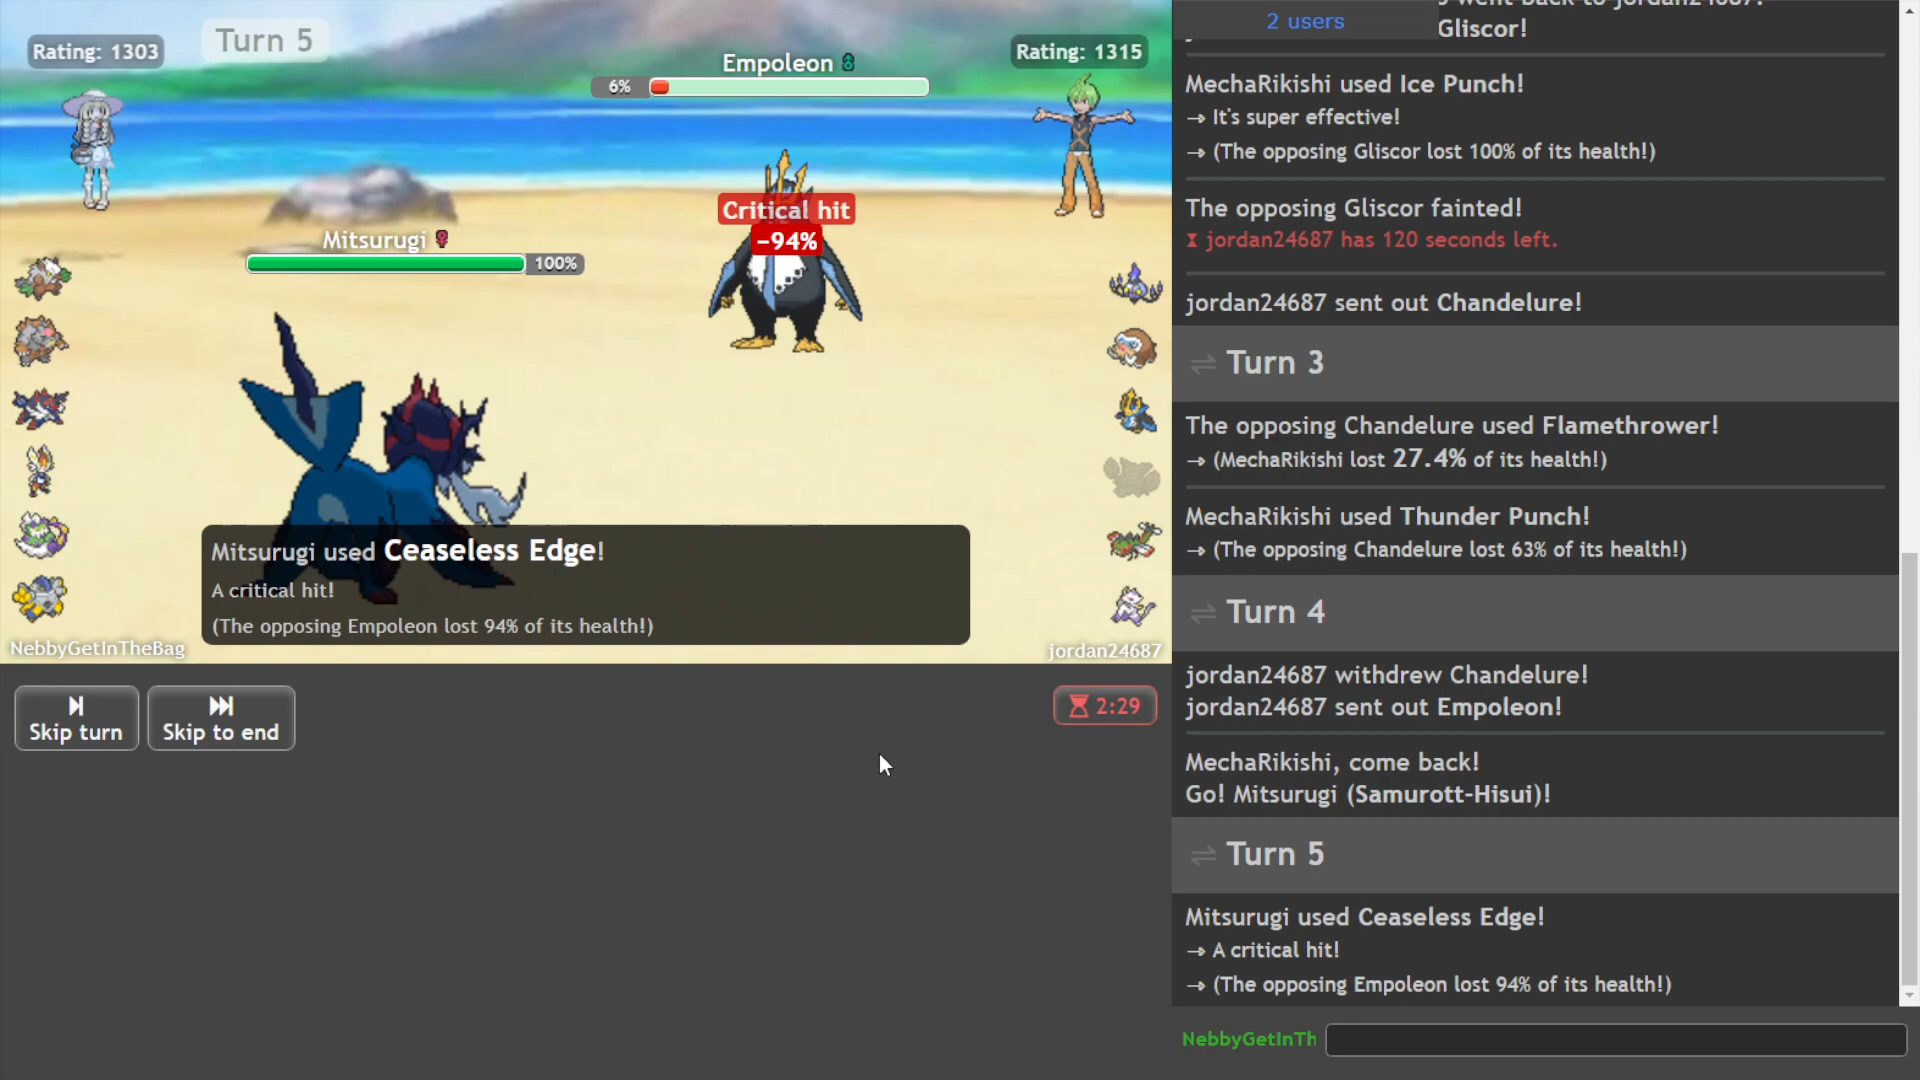 Rating: 1303
Turn 5
Empoleon
6%
Rating: 1315
Critical hit
−94%
Mitsurugi
100%
Mitsurugi used Ceaseless Edge!
A critical hit!
(The opposing Empoleon lost 94% of its health!)
NebbyGetInTheBag
jordan24687
Skip turn
Skip to end
2:29
2 users
Gliscor!
MechaRikishi used Ice Punch!
→ It's super effective!
→ (The opposing Gliscor lost 100% of its health!)
The opposing Gliscor fainted!
jordan24687 has 120 seconds left.
jordan24687 sent out Chandelure!
⇌ Turn 3
The opposing Chandelure used Flamethrower!
→ (MechaRikishi lost 27.4% of its health!)
MechaRikishi used Thunder Punch!
→ (The opposing Chandelure lost 63% of its health!)
⇌ Turn 4
jordan24687 withdrew Chandelure!
jordan24687 sent out Empoleon!
MechaRikishi, come back!
Go! Mitsurugi (Samurott-Hisui)!
⇌ Turn 5
Mitsurugi used Ceaseless Edge!
→ A critical hit!
→ (The opposing Empoleon lost 94% of its health!)
NebbyGetInTh